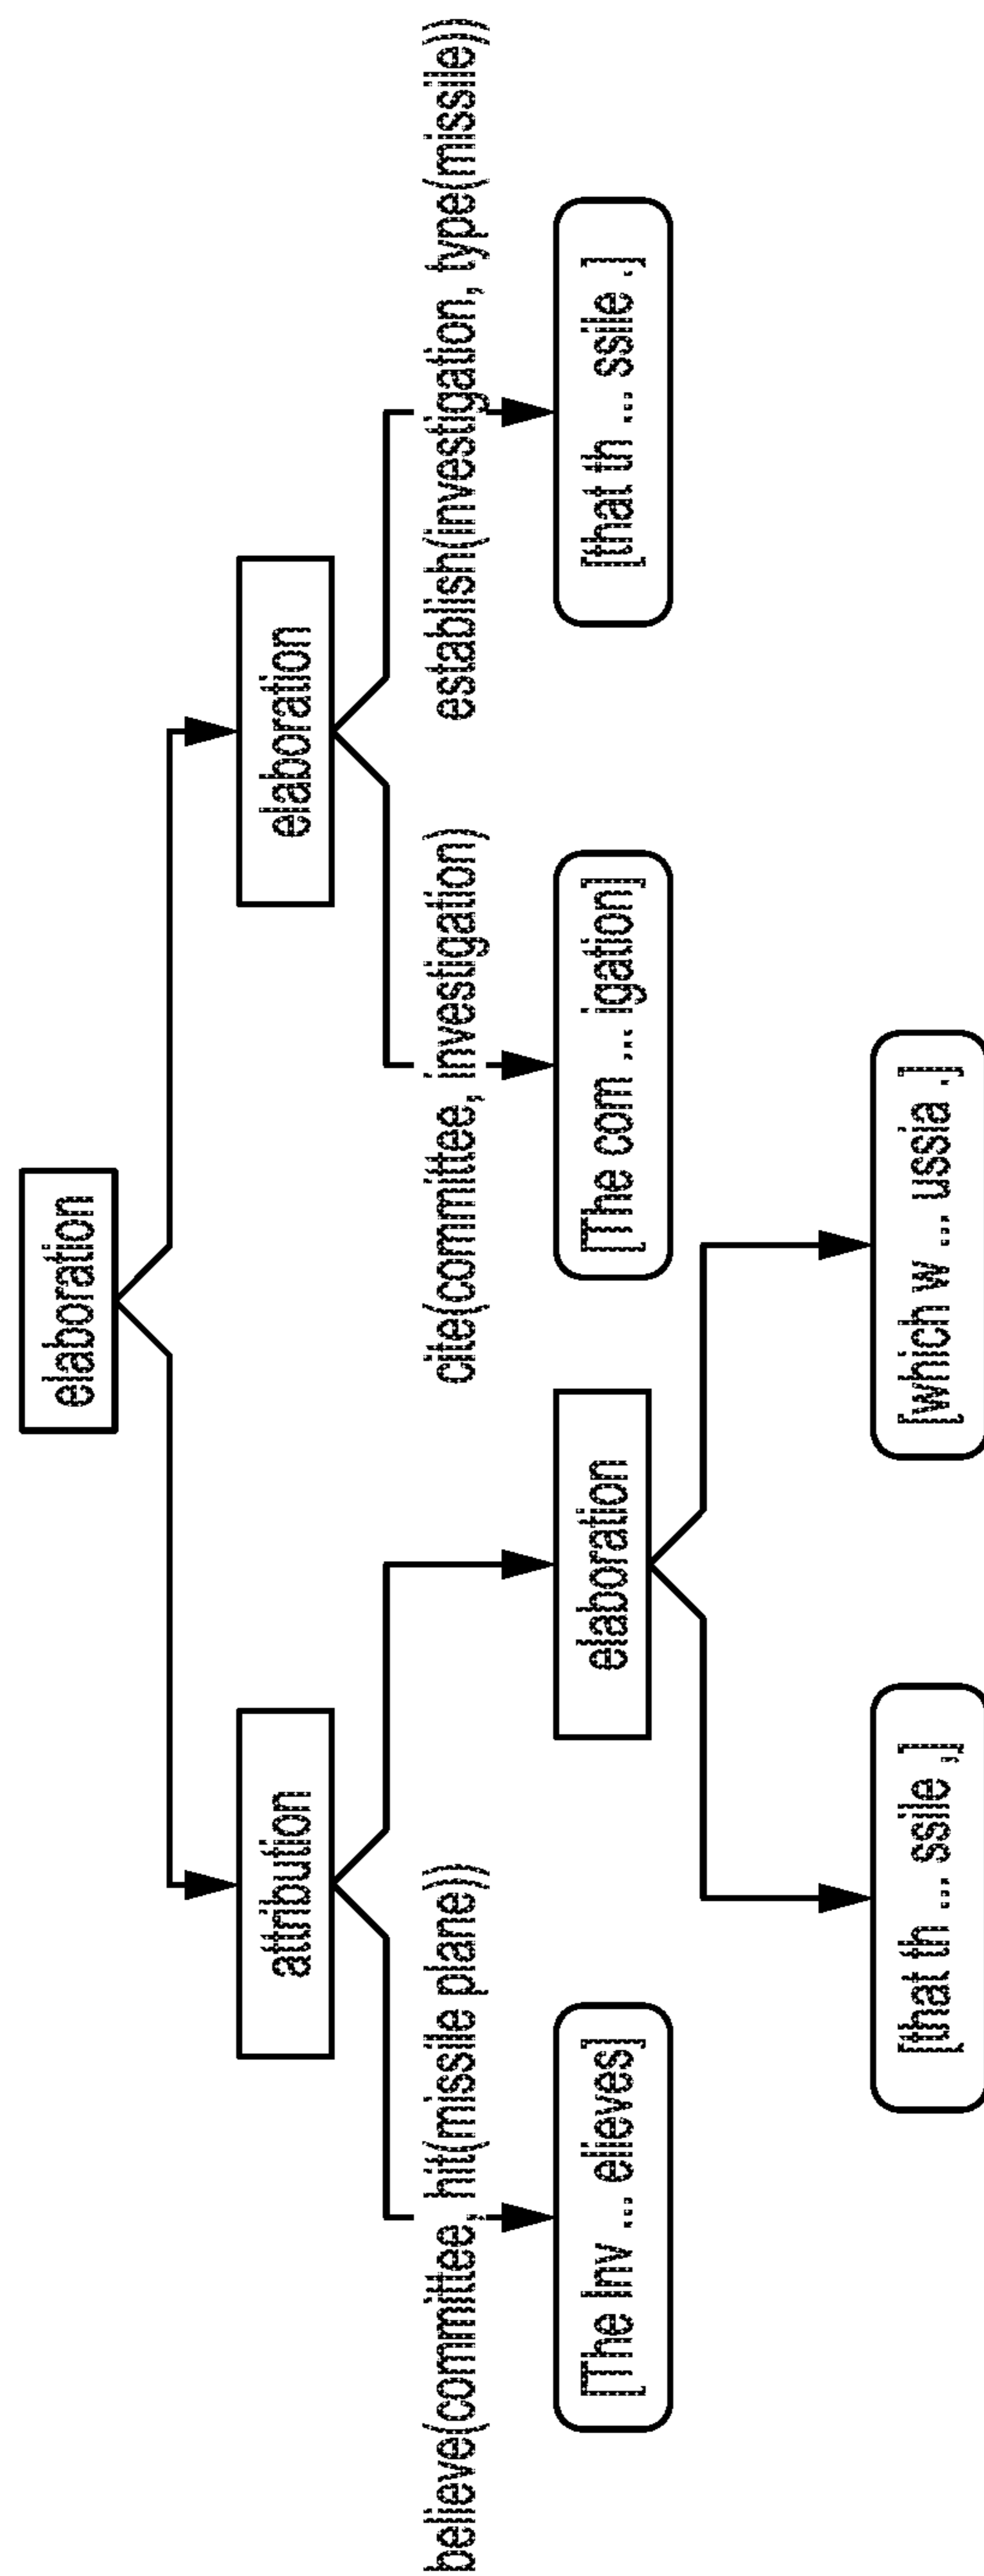 elaboration
attribution
elaboration
believe(committee, hit(missile plane))
cite(committee, investigation)
establish(investigation, type(missile))
[The Inv ... elieves]
elaboration
[The com ... igation]
[that th ... ssile .]
[that th ... ssile ,]
[which w ... ussia .]